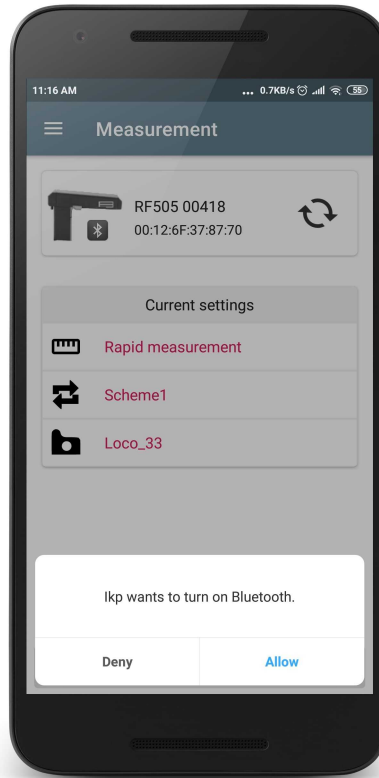 11:16 AM ... 0.7KB/s 55
Measurement
RF505 00418
00:12:6F:37:87:70
Current settings
Rapid measurement
Scheme1
Loco_33
Ikp wants to turn on Bluetooth.
Deny Allow